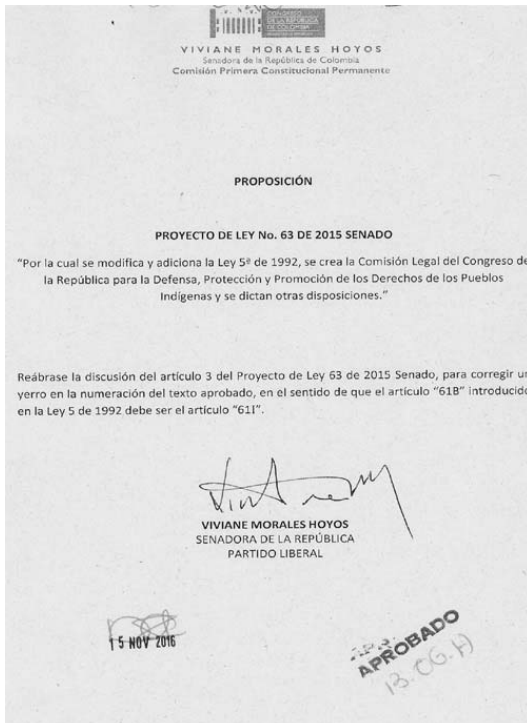 CONGRESO
DE LA REPÚBLICA
DE COLOMBIA
VIVIANE MORALES HOYOS
Senadora de la República de Colombia
Comisión Primera Constitucional Permanente
PROPOSICIÓN
PROYECTO DE LEY No. 63 DE 2015 SENADO
“Por la cual se modifica y adiciona la Ley 5ª de 1992, se crea la Comisión Legal del Congreso de
la República para la Defensa, Protección y Promoción de los Derechos de los Pueblos
Indígenas y se dictan otras disposiciones.”
Reábrase la discusión del artículo 3 del Proyecto de Ley 63 de 2015 Senado, para corregir un
yerro en la numeración del texto aprobado, en el sentido de que el artículo “61B” introducido
en la Ley 5 de 1992 debe ser el artículo “61I”.
VIVIANE MORALES HOYOS
SENADORA DE LA REPÚBLICA
PARTIDO LIBERAL
15 NOV 2016
APROBADO